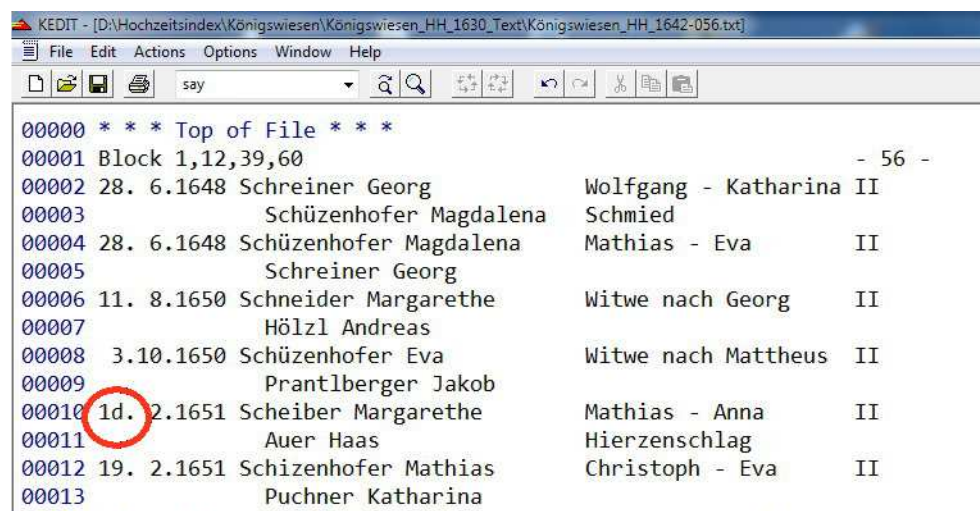 KEDIT - [D:\Hochzeitsindex\Königswiesen\Königswiesen_HH_1630_Text\Königswiesen_HH_1642-056.txt]
File Edit Actions Options Window Help
say
00000 * * * Top of File * * *
00001 Block 1,12,39,60 - 56 -
00002 28. 6.1648 Schreiner Georg Wolfgang - Katharina II
00003 Schüzenhofer Magdalena Schmied
00004 28. 6.1648 Schüzenhofer Magdalena Mathias - Eva II
00005 Schreiner Georg
00006 11. 8.1650 Schneider Margarethe Witwe nach Georg II
00007 Hölzl Andreas
00008 3.10.1650 Schüzenhofer Eva Witwe nach Mattheus II
00009 Prantlberger Jakob
00010 1d. 2.1651 Scheiber Margarethe Mathias - Anna II
00011 Auer Haas Hierzenschlag
00012 19. 2.1651 Schizenhofer Mathias Christoph - Eva II
00013 Puchner Katharina